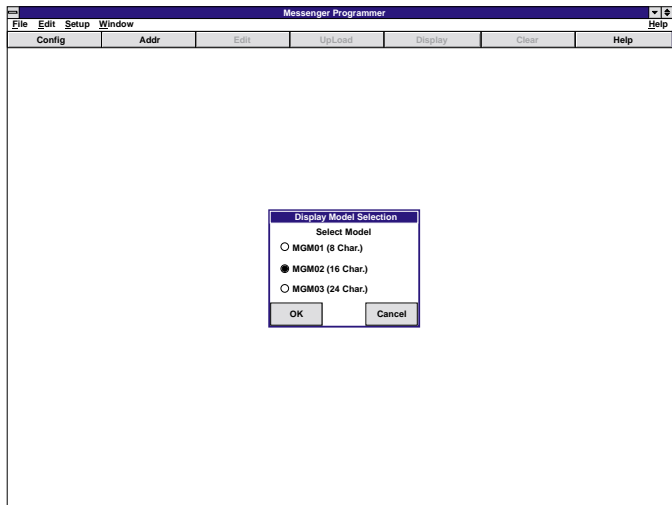 Messenger Programmer
File Edit Setup Window Help
Config Addr Edit UpLoad Display Clear Help
Display Model Selection
Select Model
MGM01 (8 Char.)
MGM02 (16 Char.)
MGM03 (24 Char.)
OK Cancel